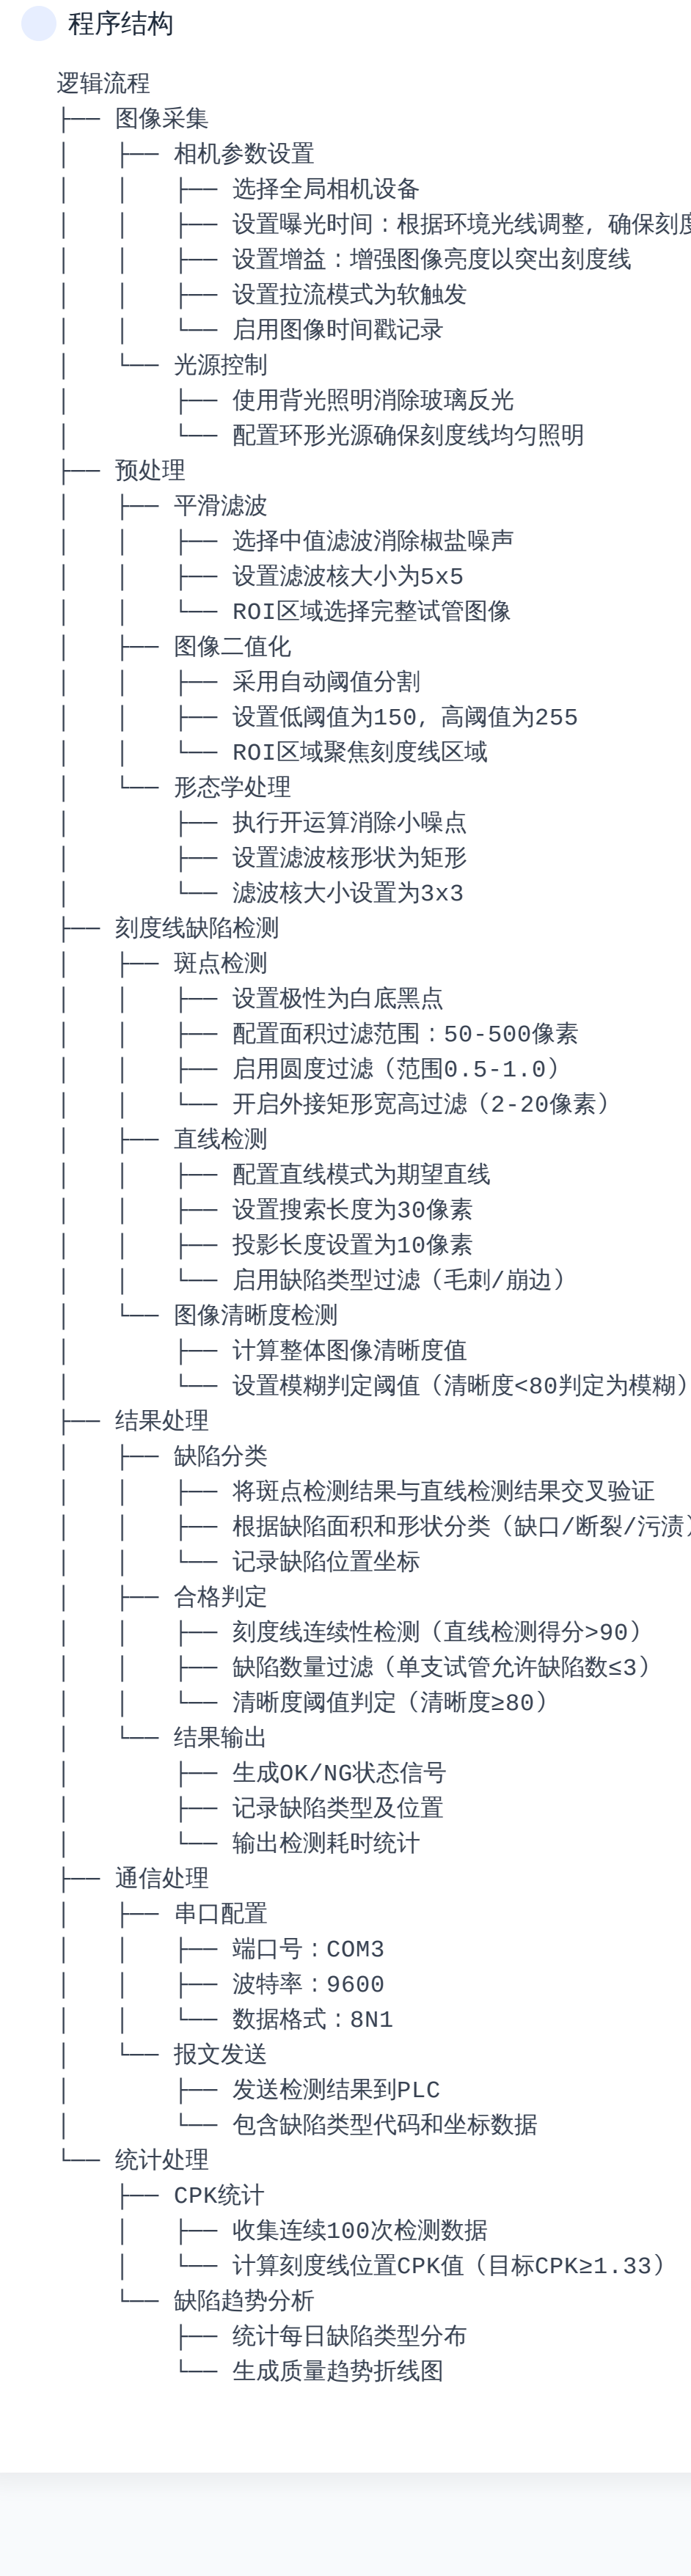 程序结构
逻辑流程
├── 图像采集
│   ├── 相机参数设置
│   │   ├── 选择全局相机设备
│   │   ├── 设置曝光时间：根据环境光线调整，确保刻度
│   │   ├── 设置增益：增强图像亮度以突出刻度线
│   │   ├── 设置拉流模式为软触发
│   │   └── 启用图像时间戳记录
│   └── 光源控制
│       ├── 使用背光照明消除玻璃反光
│       └── 配置环形光源确保刻度线均匀照明
├── 预处理
│   ├── 平滑滤波
│   │   ├── 选择中值滤波消除椒盐噪声
│   │   ├── 设置滤波核大小为5x5
│   │   └── ROI区域选择完整试管图像
│   ├── 图像二值化
│   │   ├── 采用自动阈值分割
│   │   ├── 设置低阈值为150，高阈值为255
│   │   └── ROI区域聚焦刻度线区域
│   └── 形态学处理
│       ├── 执行开运算消除小噪点
│       ├── 设置滤波核形状为矩形
│       └── 滤波核大小设置为3x3
├── 刻度线缺陷检测
│   ├── 斑点检测
│   │   ├── 设置极性为白底黑点
│   │   ├── 配置面积过滤范围：50-500像素
│   │   ├── 启用圆度过滤（范围0.5-1.0）
│   │   └── 开启外接矩形宽高过滤（2-20像素）
│   ├── 直线检测
│   │   ├── 配置直线模式为期望直线
│   │   ├── 设置搜索长度为30像素
│   │   ├── 投影长度设置为10像素
│   │   └── 启用缺陷类型过滤（毛刺/崩边）
│   └── 图像清晰度检测
│       ├── 计算整体图像清晰度值
│       └── 设置模糊判定阈值（清晰度<80判定为模糊）
├── 结果处理
│   ├── 缺陷分类
│   │   ├── 将斑点检测结果与直线检测结果交叉验证
│   │   ├── 根据缺陷面积和形状分类（缺口/断裂/污渍）
│   │   └── 记录缺陷位置坐标
│   ├── 合格判定
│   │   ├── 刻度线连续性检测（直线检测得分>90）
│   │   ├── 缺陷数量过滤（单支试管允许缺陷数≤3）
│   │   └── 清晰度阈值判定（清晰度≥80）
│   └── 结果输出
│       ├── 生成OK/NG状态信号
│       ├── 记录缺陷类型及位置
│       └── 输出检测耗时统计
├── 通信处理
│   ├── 串口配置
│   │   ├── 端口号：COM3
│   │   ├── 波特率：9600
│   │   └── 数据格式：8N1
│   └── 报文发送
│       ├── 发送检测结果到PLC
│       └── 包含缺陷类型代码和坐标数据
└── 统计处理
    ├── CPK统计
    │   ├── 收集连续100次检测数据
    │   └── 计算刻度线位置CPK值（目标CPK≥1.33）
    └── 缺陷趋势分析
        ├── 统计每日缺陷类型分布
        └── 生成质量趋势折线图